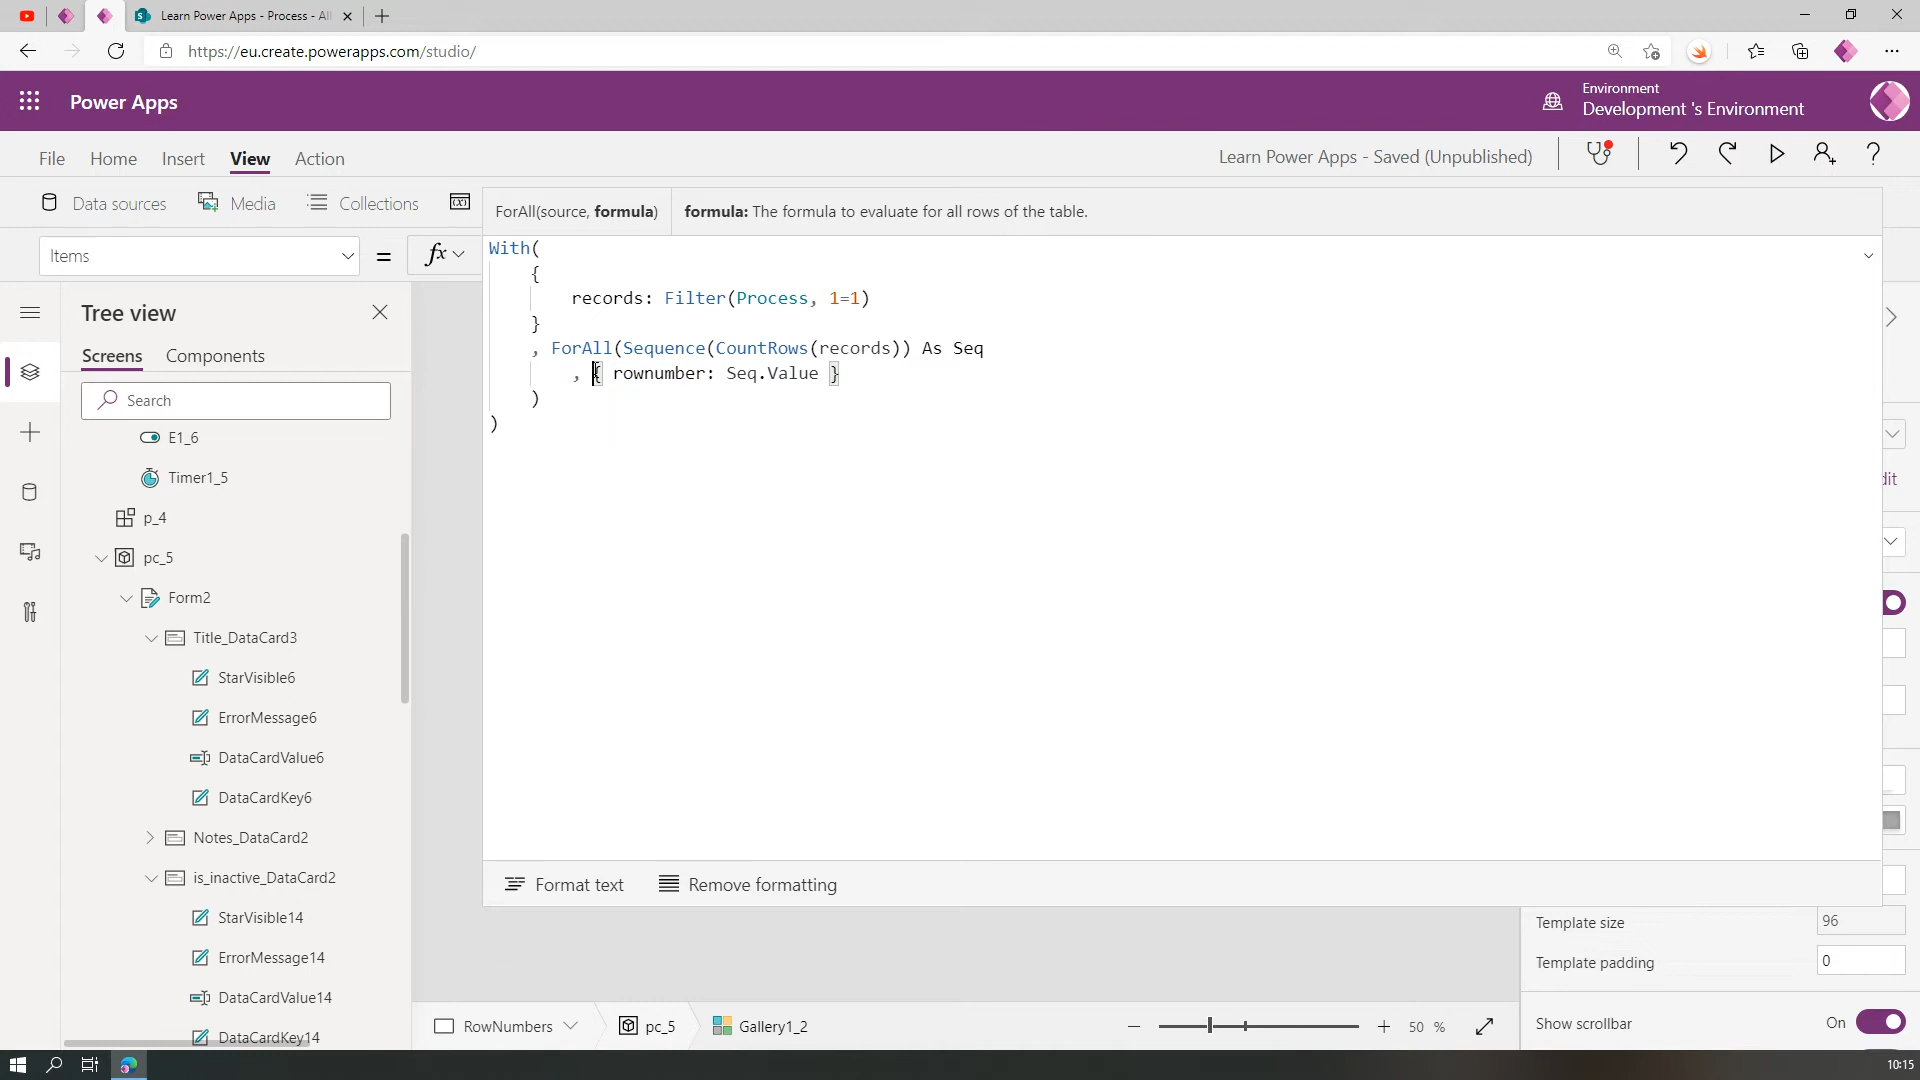 Learn Power Apps - Process - All
https://eu.create.powerapps.com/studio/
Power Apps
Environment
Development 's Environment
File
Home
Insert
View
Action
Learn Power Apps - Saved (Unpublished)
Data sources
Media
Collections
ForAll(source, formula)
formula: The formula to evaluate for all rows of the table.
Items
=
fx
With(
{
records: Filter(Process, 1=1)
}
, ForAll(Sequence(CountRows(records)) As Seq
, { rownumber: Seq.Value }
)
)
Tree view
Screens
Components
Search
E1_6
Timer1_5
p_4
pc_5
Form2
Title_DataCard3
StarVisible6
ErrorMessage6
DataCardValue6
DataCardKey6
Notes_DataCard2
is_inactive_DataCard2
StarVisible14
ErrorMessage14
DataCardValue14
DataCardKey14
Format text
Remove formatting
dit
Template size
96
Template padding
0
Show scrollbar
On
RowNumbers
pc_5
Gallery1_2
50 %
10:15